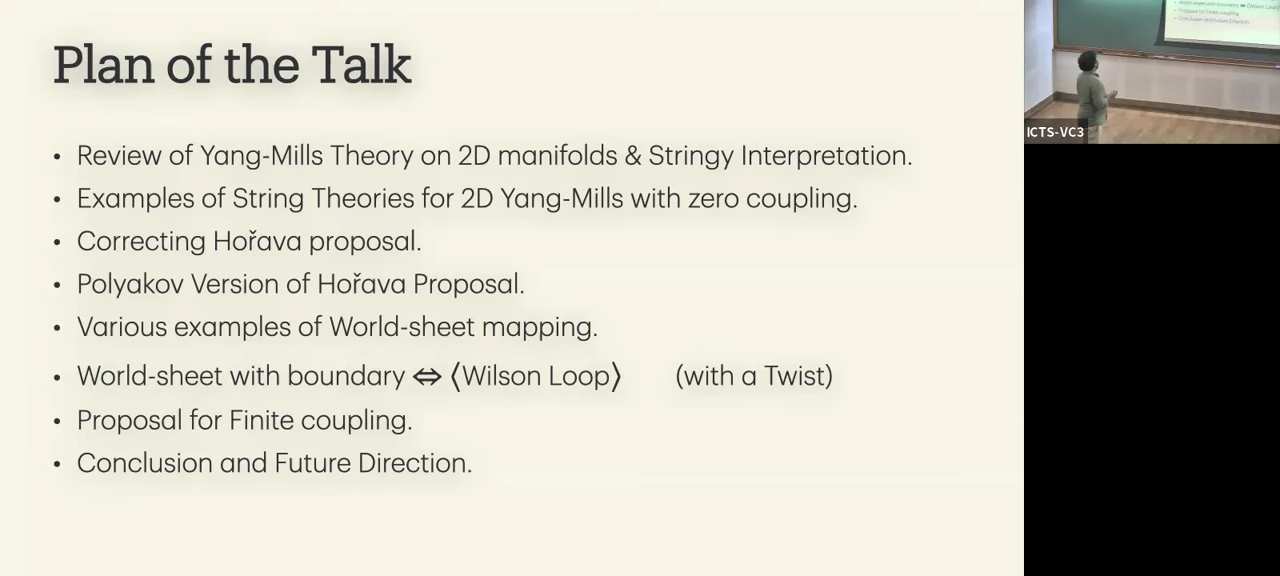 Plan of the Talk
• Review of Yang-Mills Theory on 2D manifolds & Stringy Interpretation.
• Examples of String Theories for 2D Yang-Mills with zero coupling.
• Correcting Hořava proposal.
• Polyakov Version of Hořava Proposal.
• Various examples of World-sheet mapping.
• World-sheet with boundary ⇔ ⟨Wilson Loop⟩ (with a Twist)
• Proposal for Finite coupling.
• Conclusion and Future Direction.
ICTS-VC3